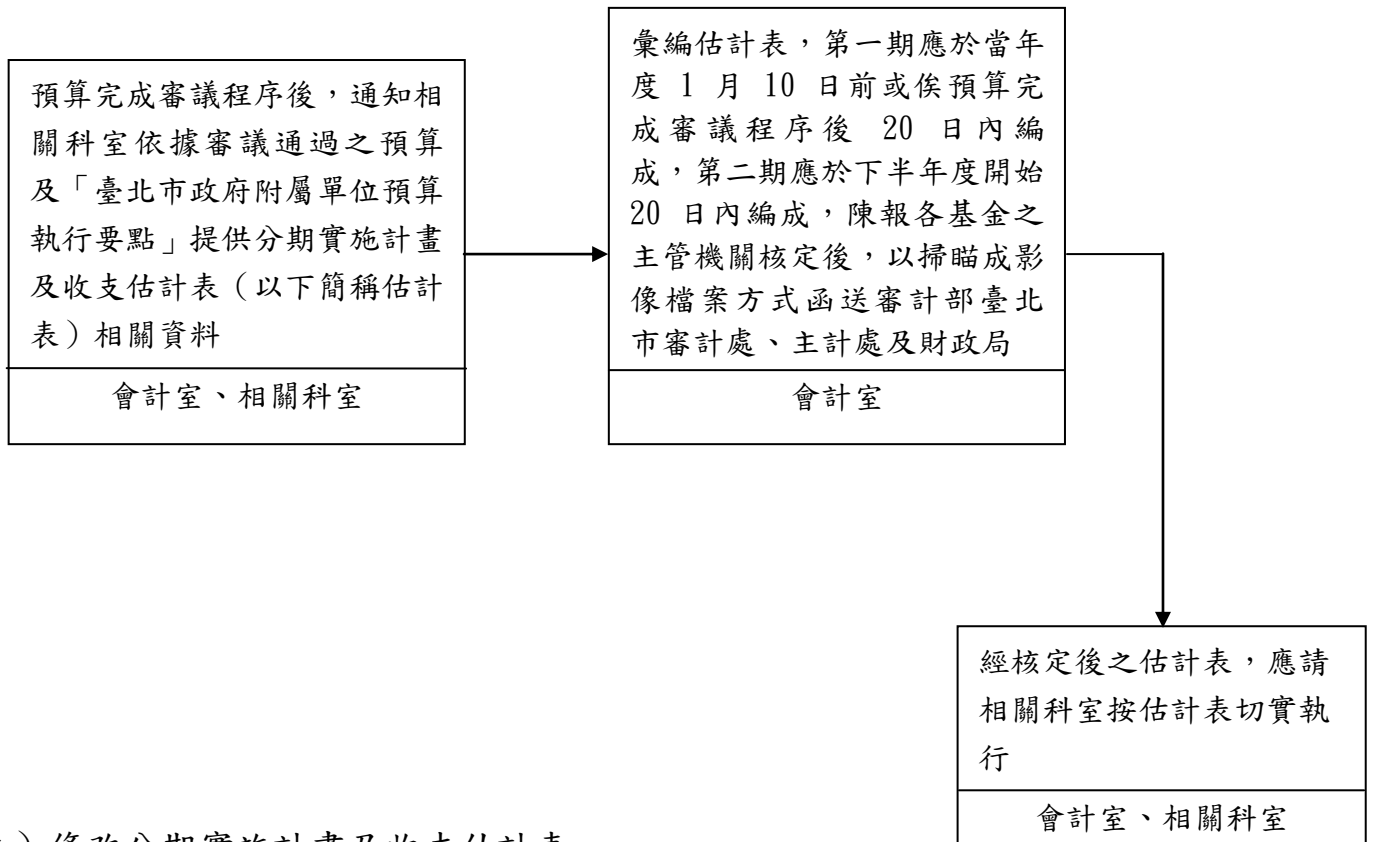 預算完成審議程序後，通知相
關科室依據審議通過之預算
及「臺北市政府附屬單位預算
執行要點」提供分期實施計畫
及收支估計表（以下簡稱估計
表）相關資料
會計室、相關科室
彙編估計表，第一期應於當年
度 1 月 10 日前或俟預算完
成審議程序後 20 日內編
成，第二期應於下半年度開始
20 日內編成，陳報各基金之
主管機關核定後，以掃瞄成影
像檔案方式函送審計部臺北
市審計處、主計處及財政局
會計室
經核定後之估計表，應請
相關科室按估計表切實執
行
會計室、相關科室
）修改分期實施計畫及收支估計表